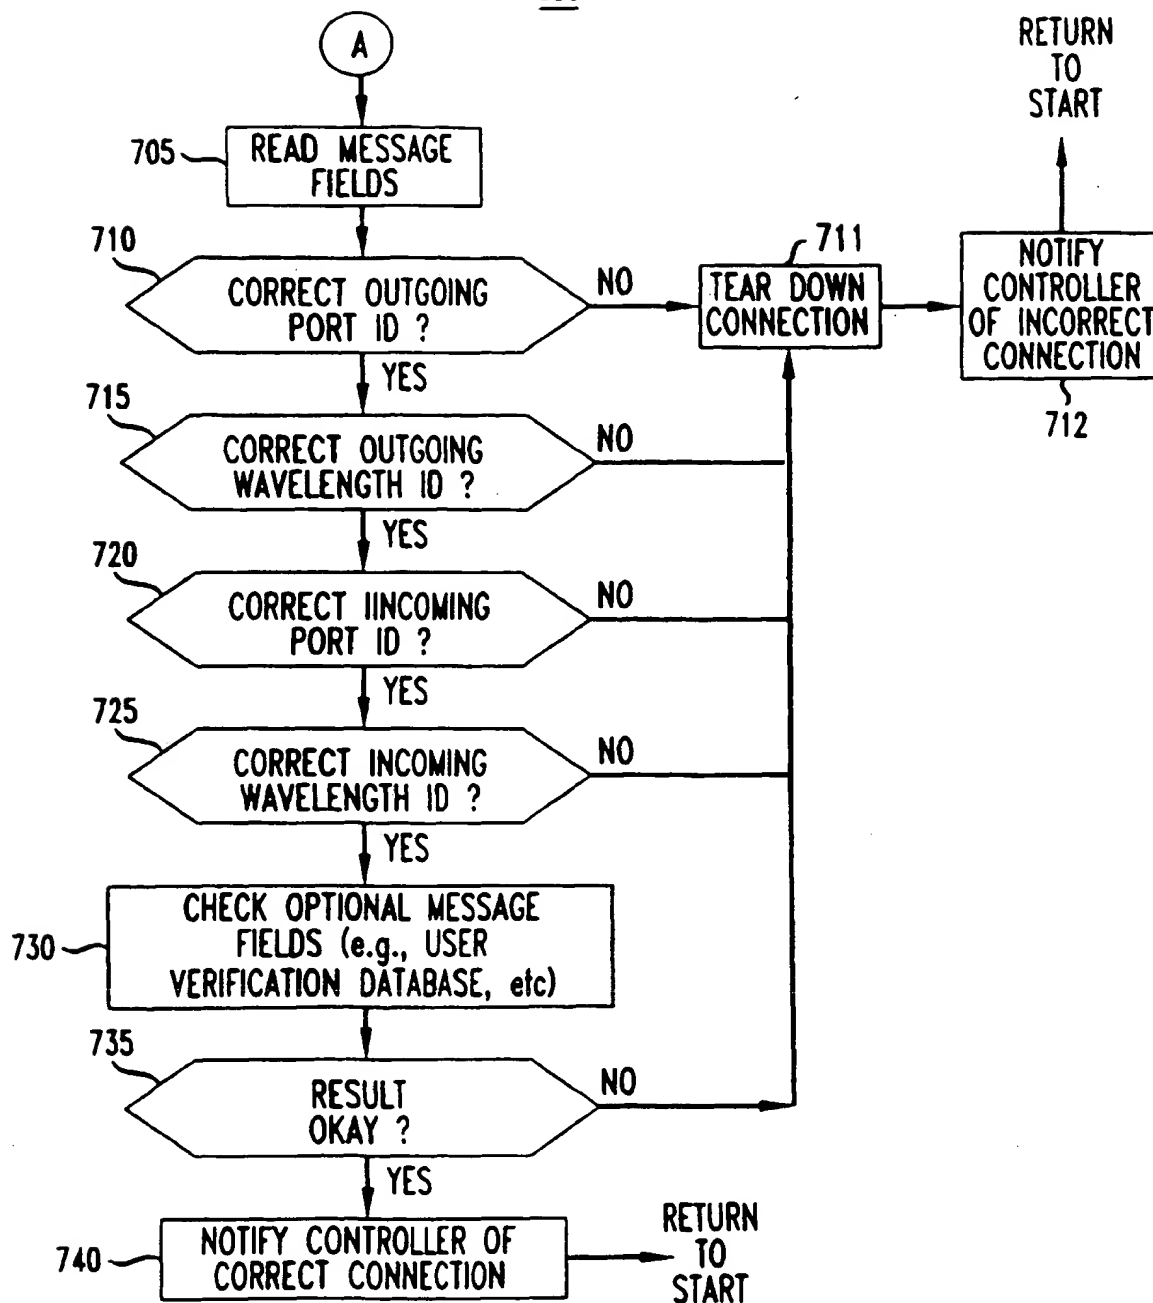 A
RETURN
TO
START
705
READ MESSAGE
FIELDS
710
CORRECT OUTGOING
PORT ID ?
NO
711
TEAR DOWN
CONNECTION
NOTIFY
CONTROLLER
OF INCORRECT
CONNECTION
712
YES
715
CORRECT OUTGOING
WAVELENGTH ID ?
NO
YES
720
CORRECT IINCOMING
PORT ID ?
NO
YES
725
CORRECT INCOMING
WAVELENGTH ID ?
NO
YES
730
CHECK OPTIONAL MESSAGE
FIELDS (e.g., USER
VERIFICATION DATABASE, etc)
735
RESULT
OKAY ?
NO
YES
740
NOTIFY CONTROLLER OF
CORRECT CONNECTION
RETURN
TO
START